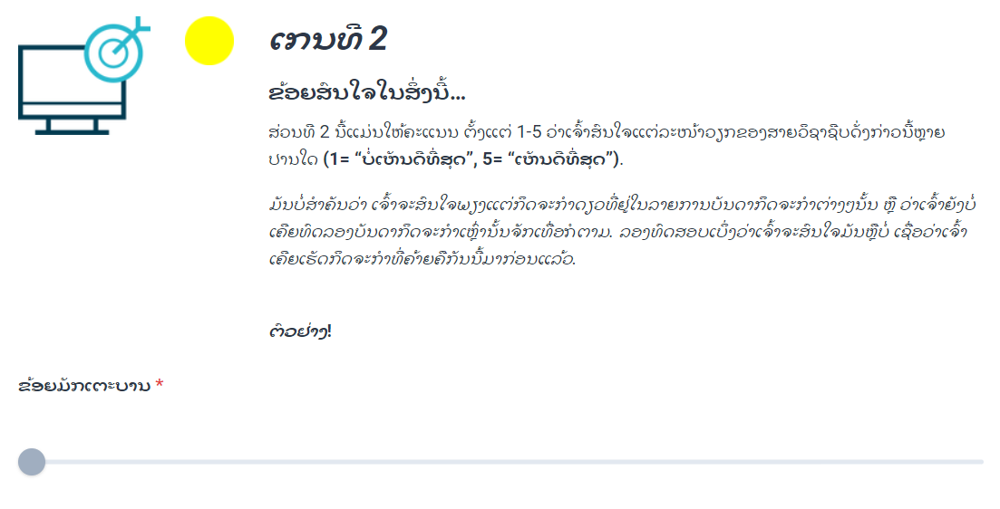 ເກນທີ 2
ຂ້ອຍສົນໃຈໃນສິ່ງນີ້...
ສ່ວນທີ 2 ນີ້ແມ່ນໃຫ້ຄະແນນ ຕັ້ງແຕ່ 1-5 ວ່າເຈົ້າສົນໃຈແຕ່ລະໜ້າວຽກຂອງສາຍວິຊາຊີບດັ່ງກ່າວນີ້ຫຼາຍ
ປານໃດ (1= “ບໍ່ເຫັນດີທີ່ສຸດ”, 5= “ເຫັນດີທີ່ສຸດ”).
ມັນບໍ່ສຳຄັນວ່າ ເຈົ້າຈະສົນໃຈພຽງແຕ່ກິດຈະກຳດຽວທີ່ຢູ່ໃນລາຍການບັນດາກິດຈະກຳຕ່າງໆນັ້ນ ຫຼື ວ່າເຈົ້າຍັງບໍ່
ເຄີຍທົດລອງບັນດາກິດຈະກຳເຫຼົ່ານັ້ນຈັກເທື່ອກໍຕາມ. ລອງທົດສອບເບິ່ງວ່າເຈົ້າຈະສົນໃຈມັນຫຼືບໍ່ ເຊື່ອວ່າເຈົ້າ
ເຄີຍເຮັດກິດຈະກຳທີ່ຄ້າຍຄືກັນນີ້ມາກ່ອນແລ້ວ.
ຕົວຢ່າງ!
ຂ້ອຍມັກເຕະບານ *